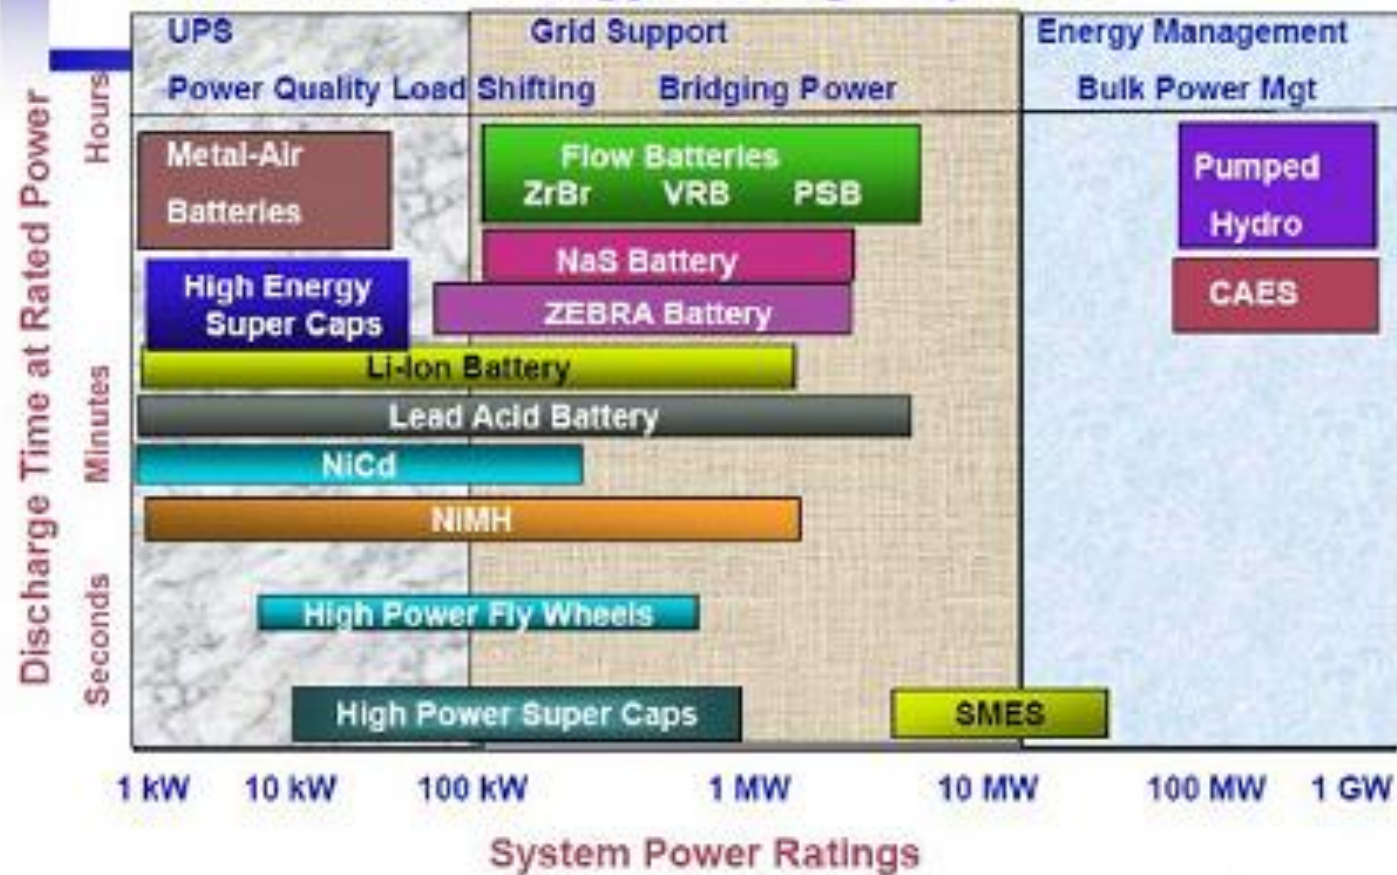 UPS
Grid Support
Energy Management
Power Quality Load Shifting
Bridging Power
Bulk Power Mgt
Discharge Time at Rated Power
Hours
Minutes
Seconds
Metal-Air
Batteries
Flow Batteries
ZrBr VRB PSB
Pumped
Hydro
NaS Battery
High Energy
Super Caps
ZEBRA Battery
CAES
Li-Ion Battery
Lead Acid Battery
NiCd
NiMH
High Power Fly Wheels
High Power Super Caps
SMES
1 kW 10 kW 100 kW 1 MW 10 MW 100 MW 1 GW
System Power Ratings